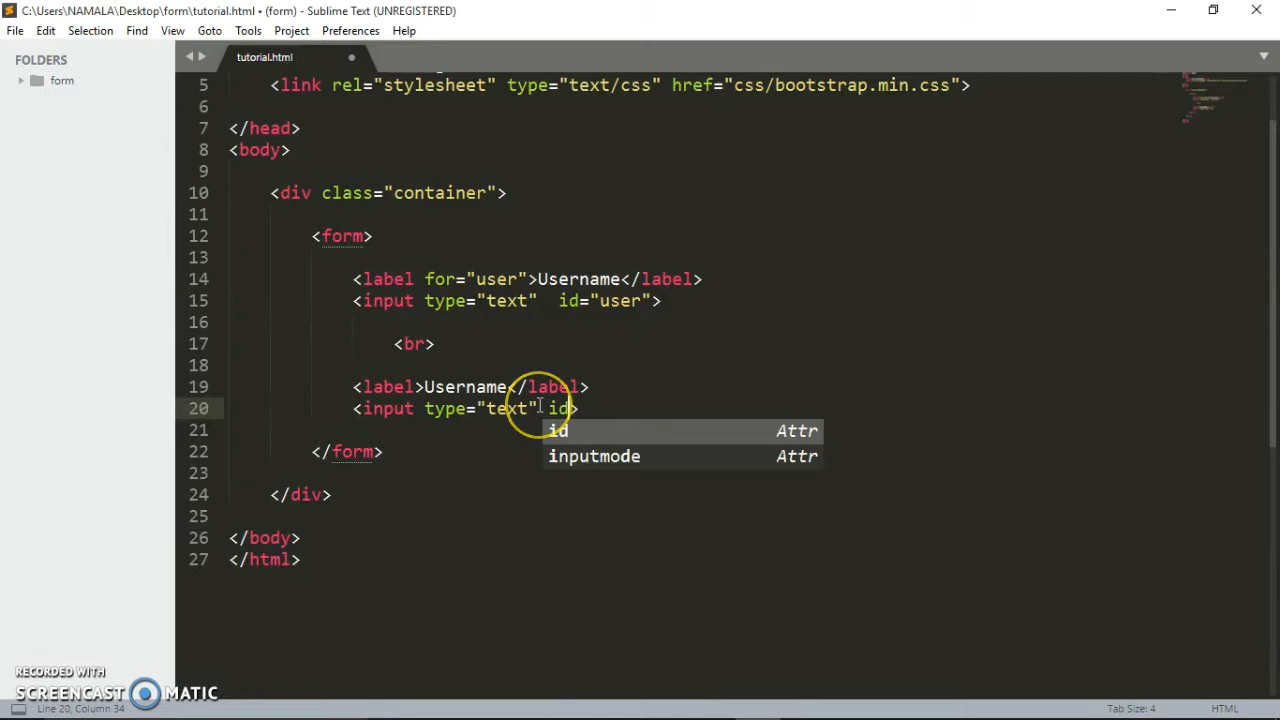 C:\Users\NAMALA\Desktop\form\tutorial.html • (form) - Sublime Text (UNREGISTERED)
File Edit Selection Find View Goto Tools Project Preferences Help
FOLDERS
form
tutorial.html
5 <link rel="stylesheet" type="text/css" href="css/bootstrap.min.css">
6
7 </head>
8 <body>
9
10 <div class="container">
11
12 <form>
13
14 <label for="user">Username</label>
15 <input type="text"  id="user">
16
17 <br>
18
19 <label>Username</label>
20 <input type="text" id>
id Attr
inputmode Attr
21
22 </form>
23
24 </div>
25
26 </body>
27 </html>
RECORDED WITH
SCREENCAST MATIC
Line 20, Column 34 Tab Size: 4 HTML